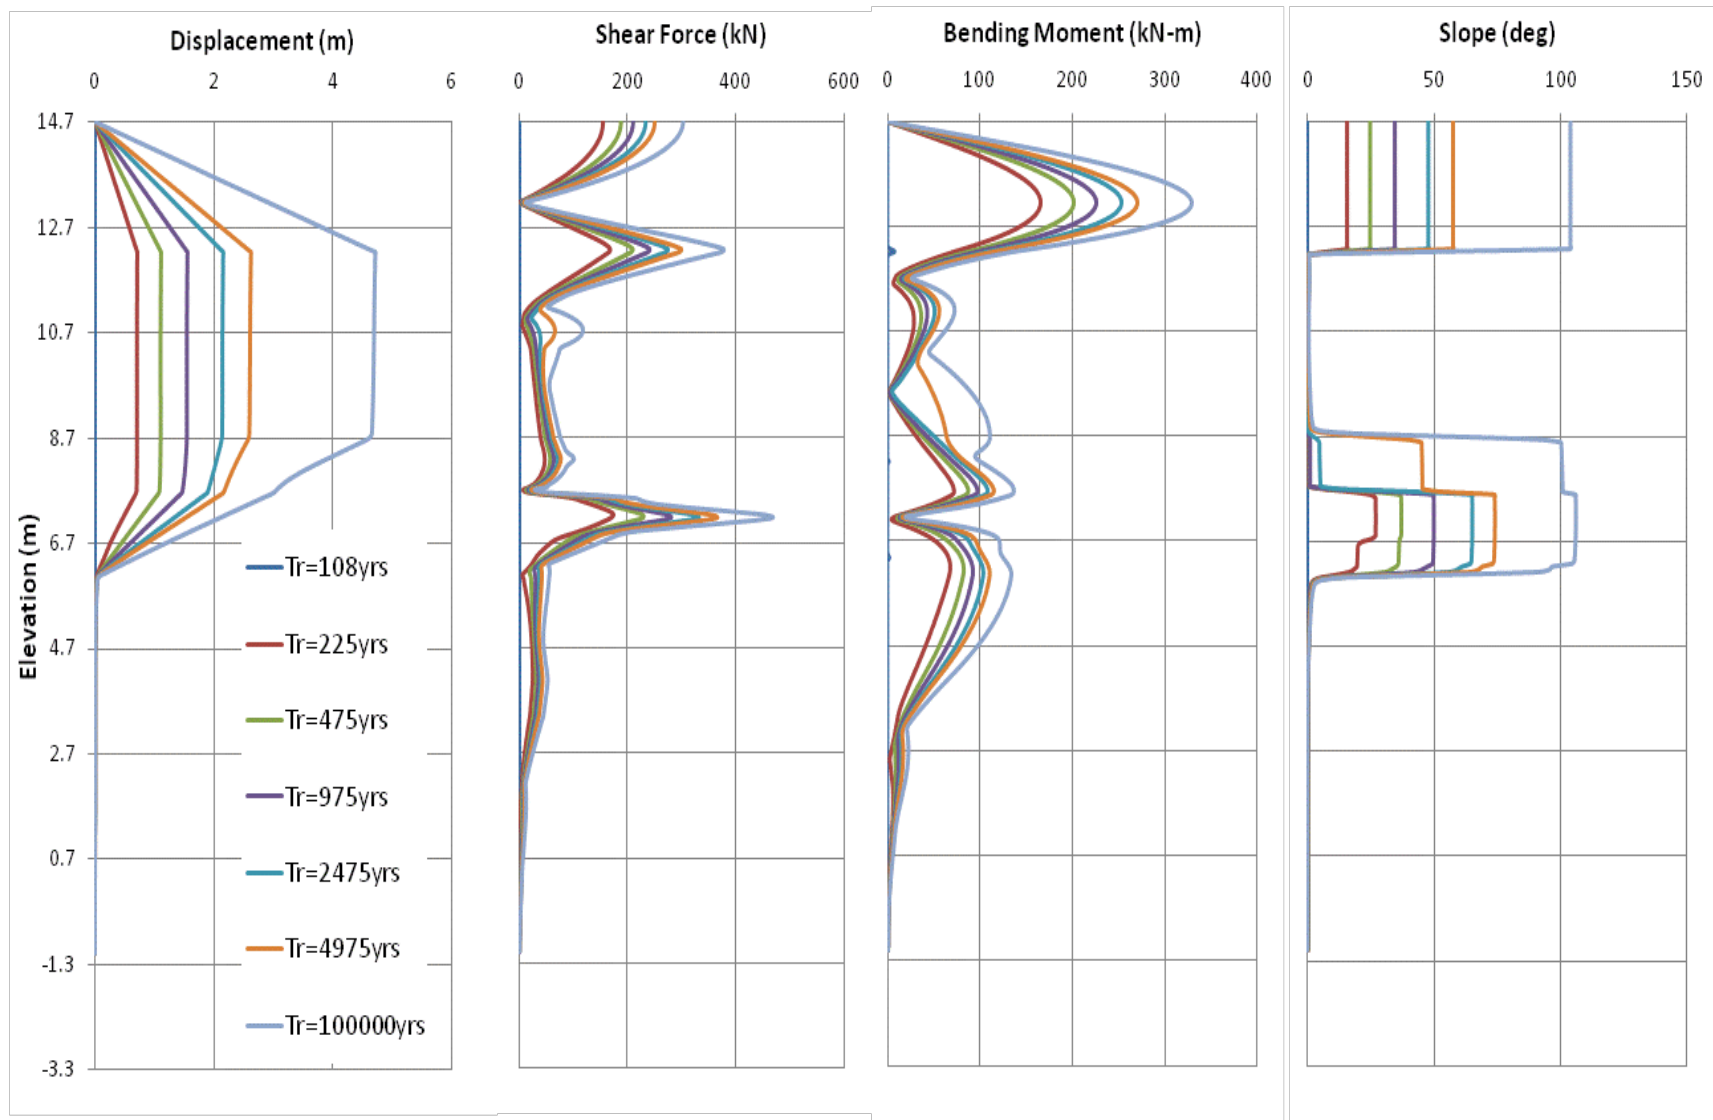 Displacement (m)
0 2 4 6
Shear Force (kN)
0 200 400 600
Bending Moment (kN-m)
0 100 200 300 400
Slope (deg)
0 50 100 150
Elevation (m)
14.7
12.7
10.7
8.7
6.7
4.7
2.7
0.7
-1.3
-3.3
Tr=108yrs
Tr=225yrs
Tr=475yrs
Tr=975yrs
Tr=2475yrs
Tr=4975yrs
Tr=100000yrs